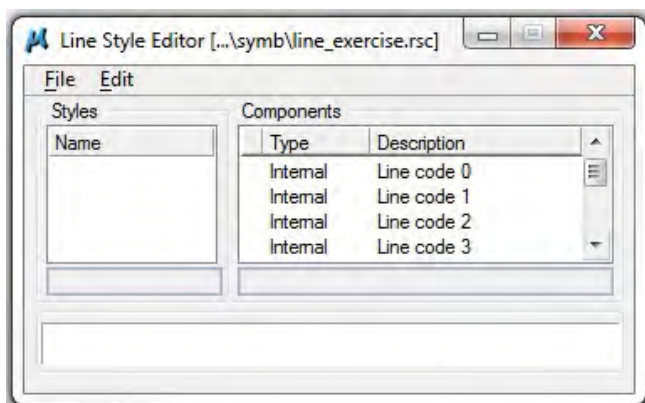 Line Style Editor [...\symb\line_exercise.rsc]
File Edit
Styles
Components
Name
Type Description
Internal Line code 0
Internal Line code 1
Internal Line code 2
Internal Line code 3